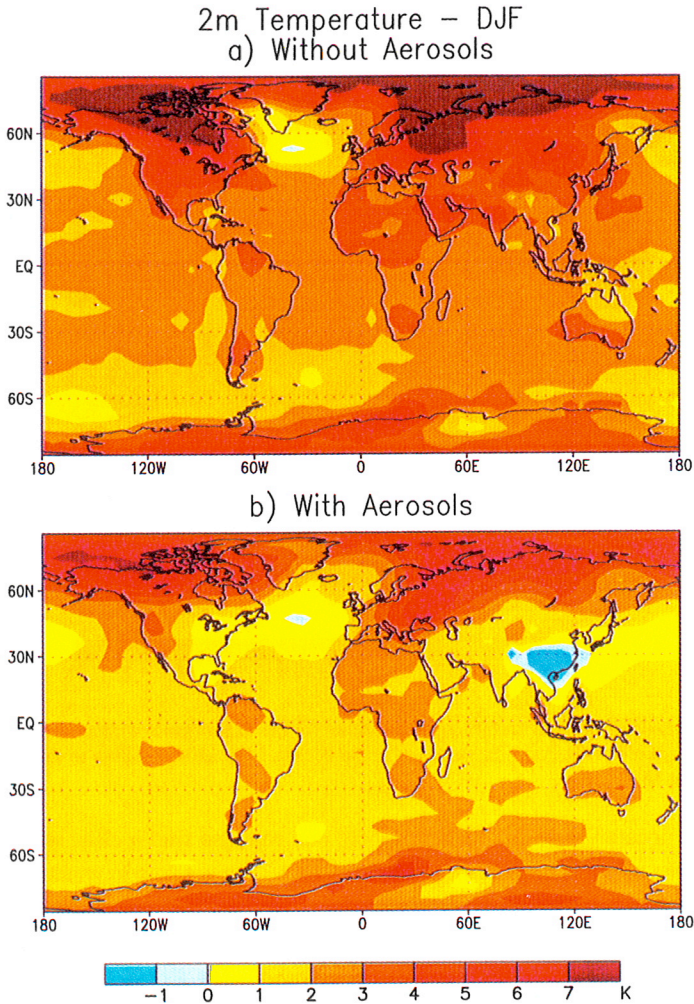 2m Temperature – DJF
a) Without Aerosols
60N
30N
EQ
30S
60S
180 120W 60W 0 60E 120E 180
b) With Aerosols
60N
30N
EQ
30S
60S
180 120W 60W 0 60E 120E 180
−1 0 1 2 3 4 5 6 7 K